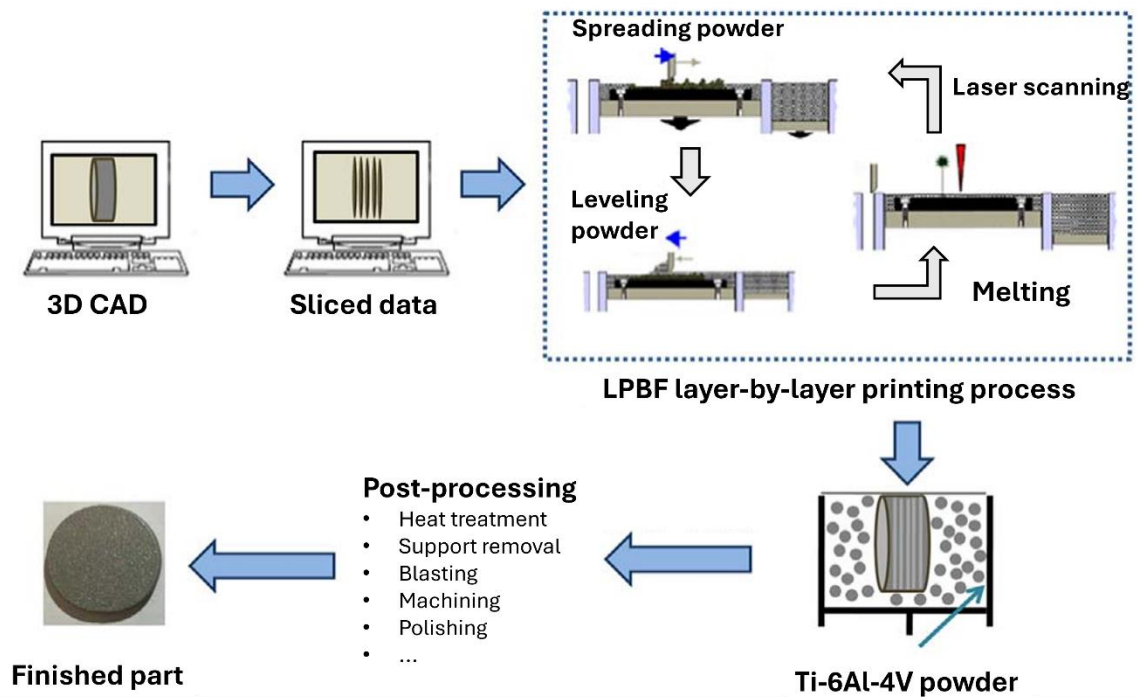 Spreading powder
Laser scanning
Leveling
powder
Melting
3D CAD
Sliced data
LPBF layer-by-layer printing process
Post-processing
• Heat treatment
• Support removal
• Blasting
• Machining
• Polishing
• ...
Finished part
Ti-6Al-4V powder